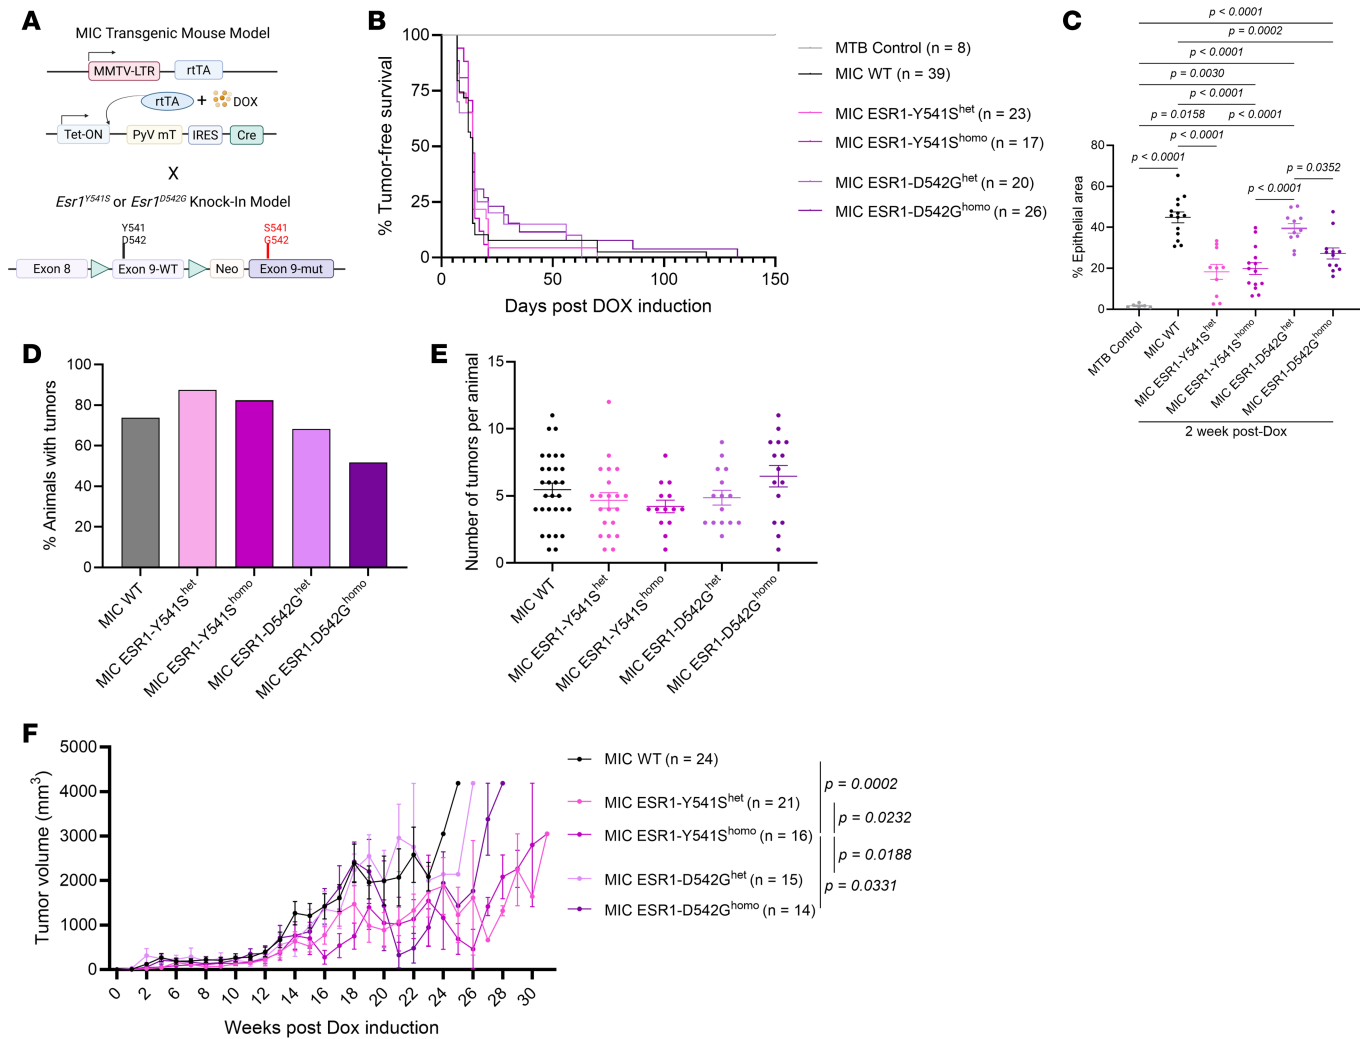 A
MIC Transgenic Mouse Model
MMTV-LTR
rtTA
rtTA
+
DOX
Tet-ON
PyV mT
IRES
Cre
X
Esr1Y541S or Esr1D542G Knock-In Model
Y541
D542
S541
G542
Exon 8
Exon 9-WT
Neo
Exon 9-mut
B
% Tumor-free survival
100
75
50
25
0
0
50
100
150
Days post DOX induction
MTB Control (n = 8)
MIC WT (n = 39)
MIC ESR1-Y541Shet (n = 23)
MIC ESR1-Y541Shomo (n = 17)
MIC ESR1-D542Ghet (n = 20)
MIC ESR1-D542Ghomo (n = 26)
C
p < 0.0001
p = 0.0002
p < 0.0001
p = 0.0030
p < 0.0001
p = 0.0158
p < 0.0001
p < 0.0001
p < 0.0001
p = 0.0352
p < 0.0001
% Epithelial area
80
60
40
20
0
MTB Control
MIC WT
MIC ESR1-Y541Shet
MIC ESR1-Y541Shomo
MIC ESR1-D542Ghet
MIC ESR1-D542Ghomo
2 week post-Dox
D
% Animals with tumors
100
80
60
40
20
0
MIC WT
MIC ESR1-Y541Shet
MIC ESR1-Y541Shomo
MIC ESR1-D542Ghet
MIC ESR1-D542Ghomo
E
Number of tumors per animal
15
10
5
0
MIC WT
MIC ESR1-Y541Shet
MIC ESR1-Y541Shomo
MIC ESR1-D542Ghet
MIC ESR1-D542Ghomo
F
Tumor volume (mm3)
5000
4000
3000
2000
1000
0
0
2
6
8
10
12
14
16
18
20
22
24
26
28
30
Weeks post Dox induction
MIC WT (n = 24)
MIC ESR1-Y541Shet (n = 21)
MIC ESR1-Y541Shomo (n = 16)
MIC ESR1-D542Ghet (n = 15)
MIC ESR1-D542Ghomo (n = 14)
p = 0.0002
p = 0.0232
p = 0.0188
p = 0.0331